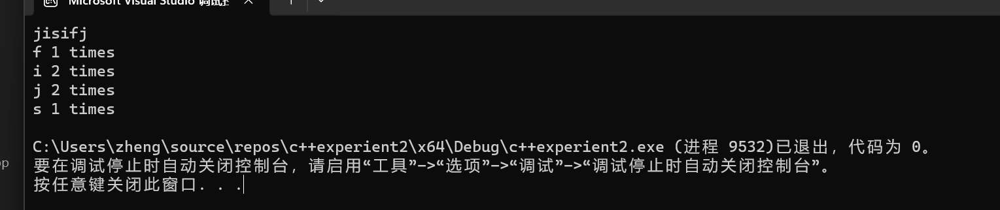 Microsoft Visual Studio 调试控
jisifj
f 1 times
i 2 times
j 2 times
s 1 times
C:\Users\zheng\source\repos\c++experient2\x64\Debug\c++experient2.exe (进程 9532)已退出，代码为 0。
要在调试停止时自动关闭控制台，请启用“工具”->“选项”->“调试”->“调试停止时自动关闭控制台”。
按任意键关闭此窗口. . .